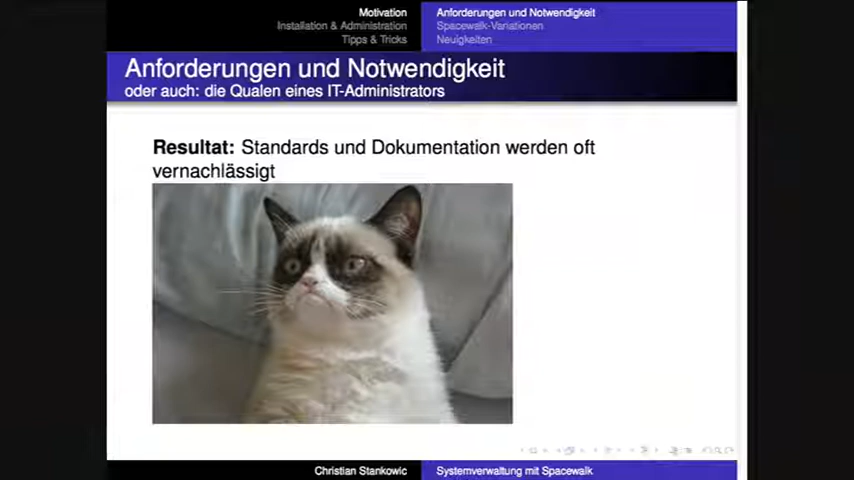 Motivation
Installation & Administration
Tipps & Tricks
Anforderungen und Notwendigkeit
Spacewalk-Variationen
Neuigkeiten
Anforderungen und Notwendigkeit
oder auch: die Qualen eines IT-Administrators
Resultat: Standards und Dokumentation werden oft
vernachlässigt
Christian Stankowic
Systemverwaltung mit Spacewalk